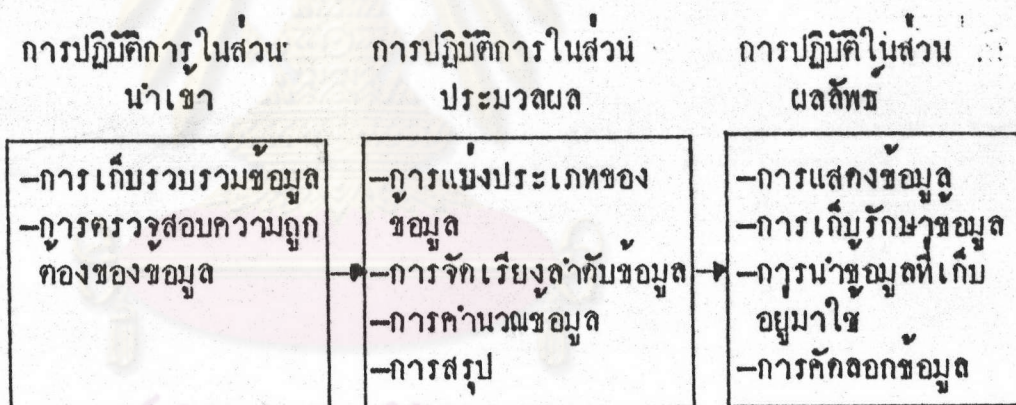 การปฏิบัติการในส่วน
นำเข้า
การปฏิบัติการในส่วน
ประมวลผล
การปฏิบัติในส่วน
ผลลัพธ์
-การเก็บรวบรวมข้อมูล
-การตรวจสอบความถูก
ต้องของข้อมูล
-การแบ่งประเภทของ
ข้อมูล
-การจัดเรียงลำดับข้อมูล
-การคำนวณข้อมูล
-การสรุป
-การแสดงข้อมูล
-การเก็บรักษาข้อมูล
-การนำข้อมูลที่เก็บ
อยู่มาใช้
-การคัดลอกข้อมูล